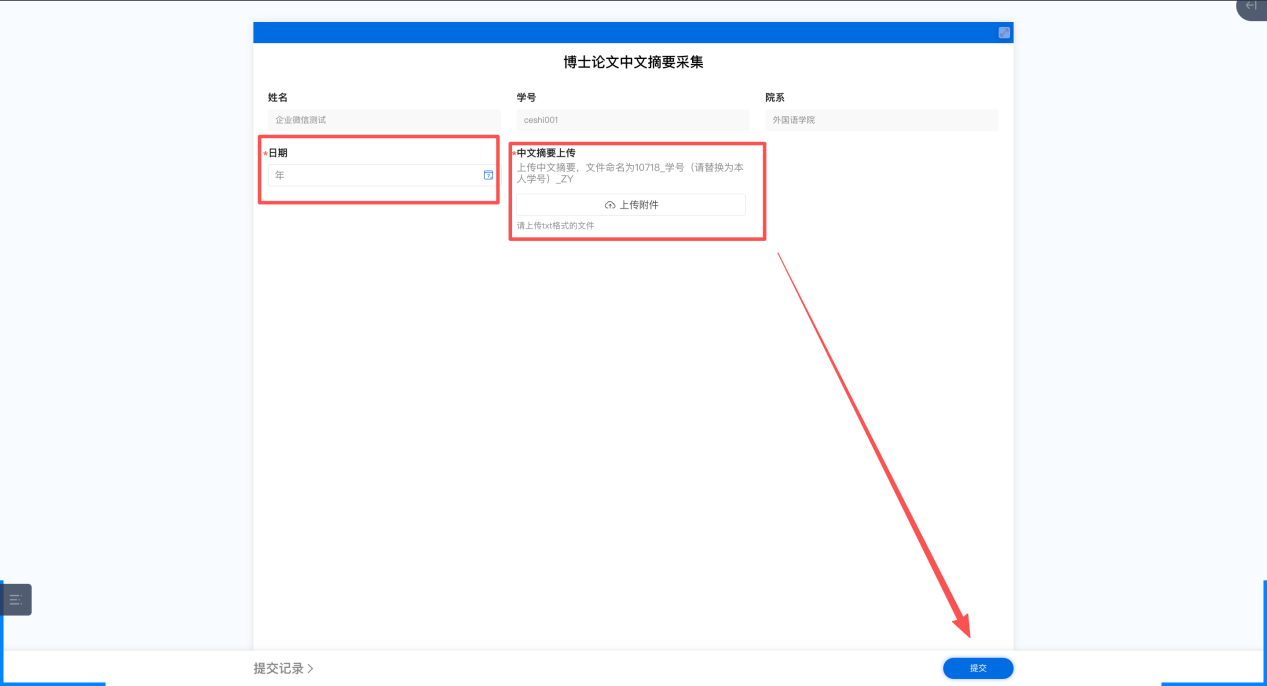 博士论文中文摘要采集
姓名
学号
院系
企业微信测试
ceshi001
外国语学院
*日期
年
*中文摘要上传
上传中文摘要，文件命名为10718_学号（请替换为本
人学号）_ZY
上传附件
请上传txt格式的文件
提交记录
提交